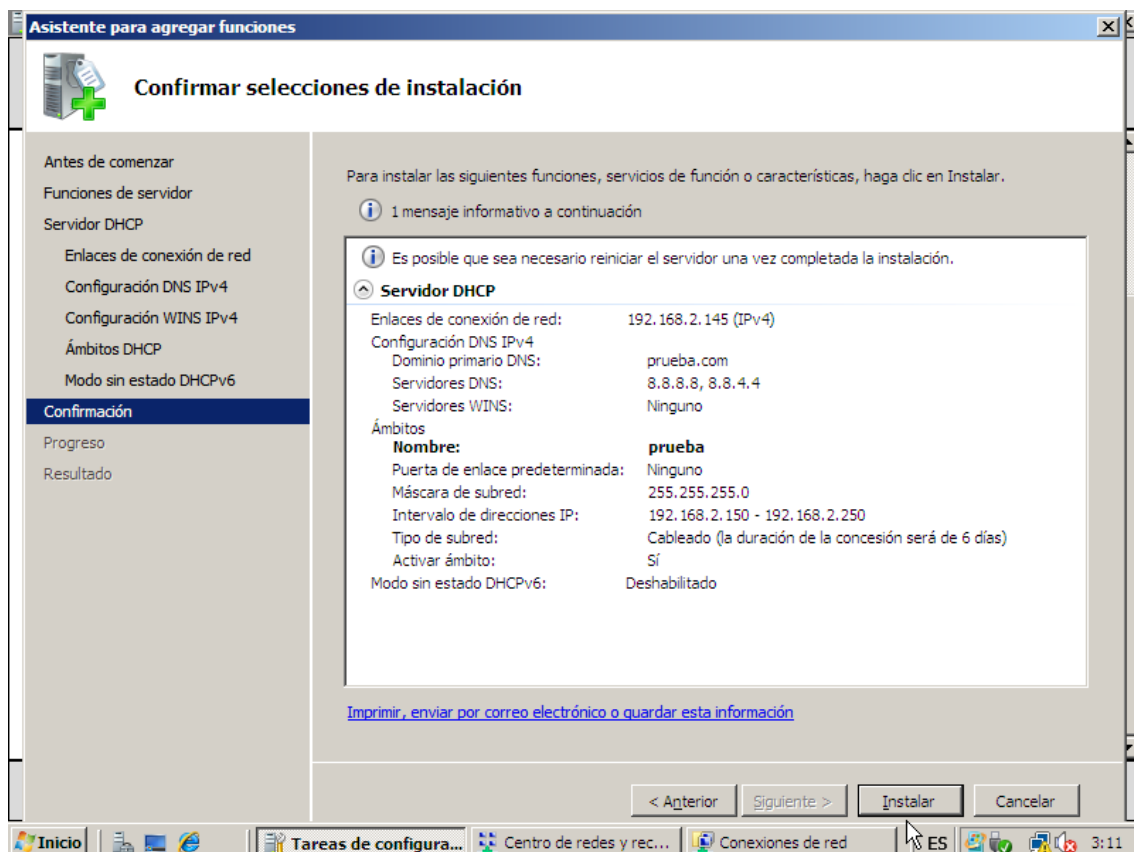 Asistente para agregar funciones
Confirmar selecciones de instalación
Antes de comenzar
Funciones de servidor
Servidor DHCP
Enlaces de conexión de red
Configuración DNS IPv4
Configuración WINS IPv4
Ámbitos DHCP
Modo sin estado DHCPv6
Confirmación
Progreso
Resultado
Para instalar las siguientes funciones, servicios de función o características, haga clic en Instalar.
1 mensaje informativo a continuación
Es posible que sea necesario reiniciar el servidor una vez completada la instalación.
Servidor DHCP
Enlaces de conexión de red: 192.168.2.145 (IPv4)
Configuración DNS IPv4
Dominio primario DNS: prueba.com
Servidores DNS: 8.8.8.8, 8.8.4.4
Servidores WINS: Ninguno
Ámbitos
Nombre: prueba
Puerta de enlace predeterminada: Ninguno
Máscara de subred: 255.255.255.0
Intervalo de direcciones IP: 192.168.2.150 - 192.168.2.250
Tipo de subred: Cableado (la duración de la concesión será de 6 días)
Activar ámbito: Sí
Modo sin estado DHCPv6: Deshabilitado
Imprimir, enviar por correo electrónico o guardar esta información
< Anterior Siguiente > Instalar Cancelar
Inicio Tareas de configura... Centro de redes y rec... Conexiones de red ES 3:11